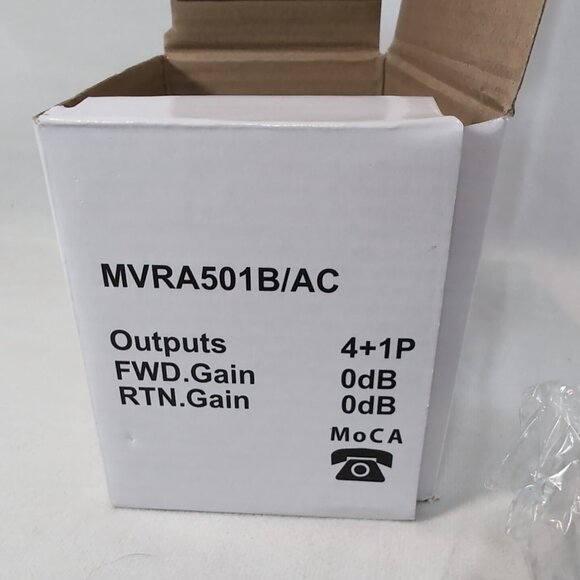 MVRA501B/AC
Outputs 4+1P
FWD.Gain 0dB
RTN.Gain 0dB
MoCA